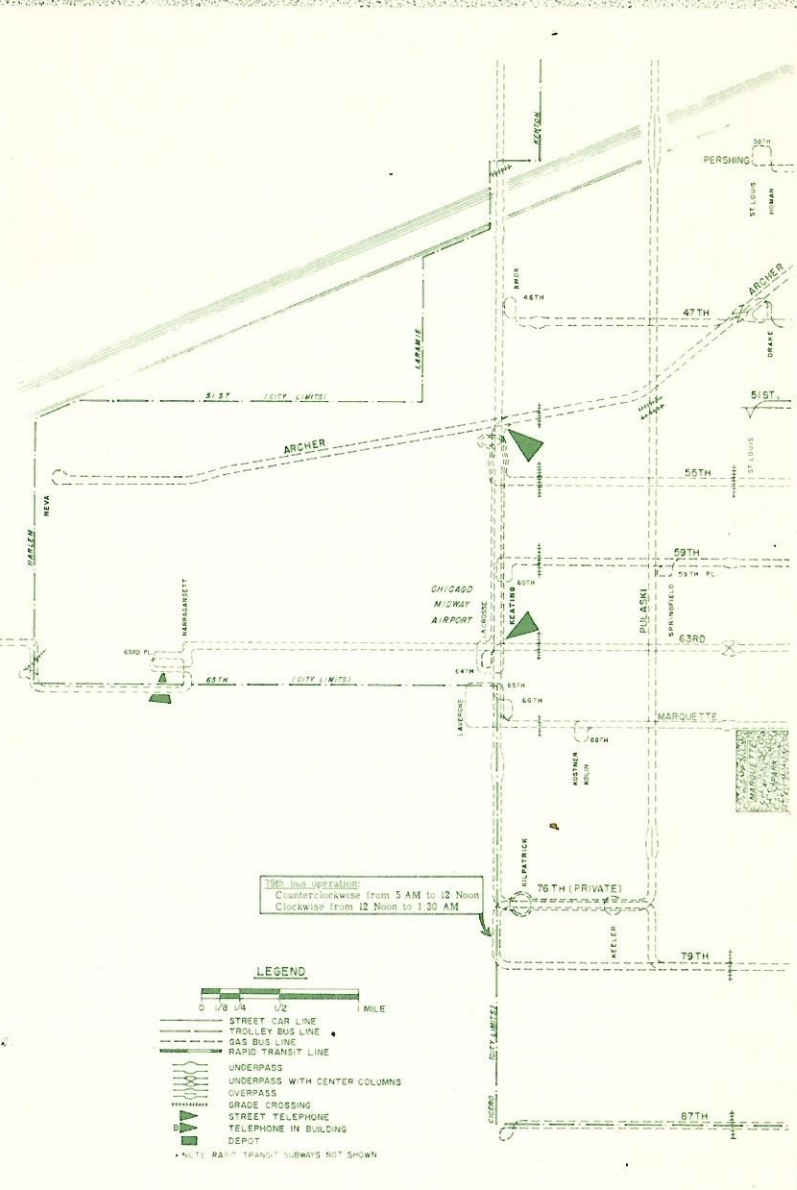 KENTON
38TH
PERSHING
ST LOUIS
HOMAN
ARCHER
KNOX
46TH
47TH
DRAKE
LARAMIE
51 ST (CITY LIMITS)
51ST.
ARCHER
ST LOUIS
55TH
NEVA
HARLEM
59TH
59TH PL
60TH
CHICAGO
MIDWAY
AIRPORT
LACROSSE
KEATING
PULASKI
SPRINGFIELD
NARRAGANSETT
63RD PL
63RD
64TH
65TH (CITY LIMITS)
65TH
66TH
LAVERGNE
MARQUETTE
KOSTNER
KOLIN
68TH
MARQUETTE
PARK
KILPATRICK
76 TH (PRIVATE)
79th bus operation:
Counterclockwise from 5 AM to 12 Noon
Clockwise from 12 Noon to 1:30 AM
KEELER
79TH
LEGEND
0 1/8 1/4 1/2 1 MILE
STREET CAR LINE
TROLLEY BUS LINE
GAS BUS LINE
RAPID TRANSIT LINE
UNDERPASS
UNDERPASS WITH CENTER COLUMNS
OVERPASS
GRADE CROSSING
STREET TELEPHONE
B TELEPHONE IN BUILDING
DEPOT
* NOTE RAPID TRANSIT SUBWAYS NOT SHOWN
CICERO (CITY LIMITS)
87TH